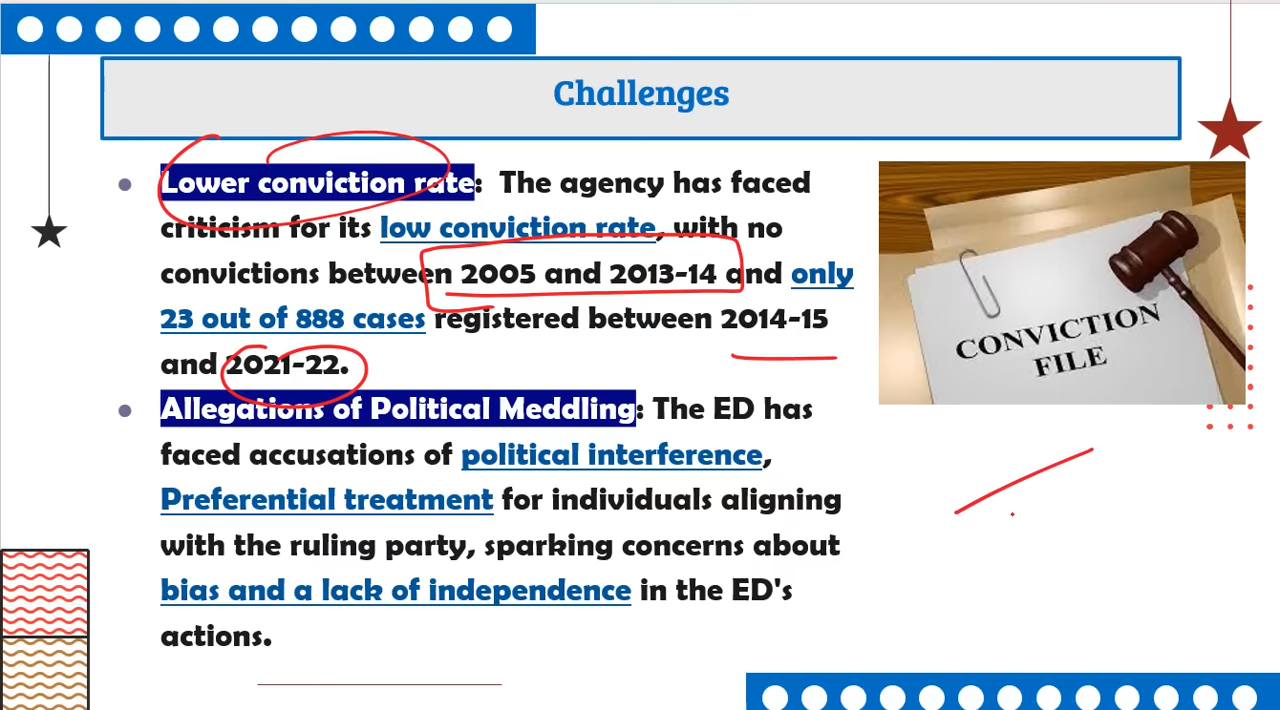 Challenges
Lower conviction rate: The agency has faced
criticism for its low conviction rate, with no
convictions between 2005 and 2013-14 and only
23 out of 888 cases registered between 2014-15
and 2021-22.
Allegations of Political Meddling: The ED has
faced accusations of political interference,
Preferential treatment for individuals aligning
with the ruling party, sparking concerns about
bias and a lack of independence in the ED's
actions.
CONVICTION
FILE